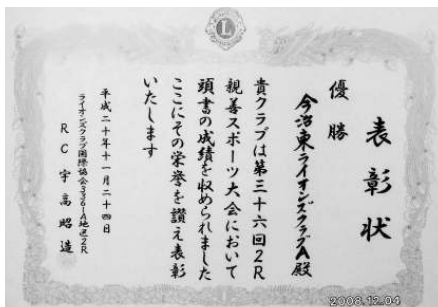 表彰状
優勝
今治東ライオンズクラブA殿
貴クラブは第三十六回2R
親善スポーツ大会において
頭書の成績を収められました
ここにその栄誉を讃え表彰
いたします
平成二十年十一月二十四日
ライオンズクラブ国際協会336-A地区2R
RC 宇高昭造
L
2008.12.04